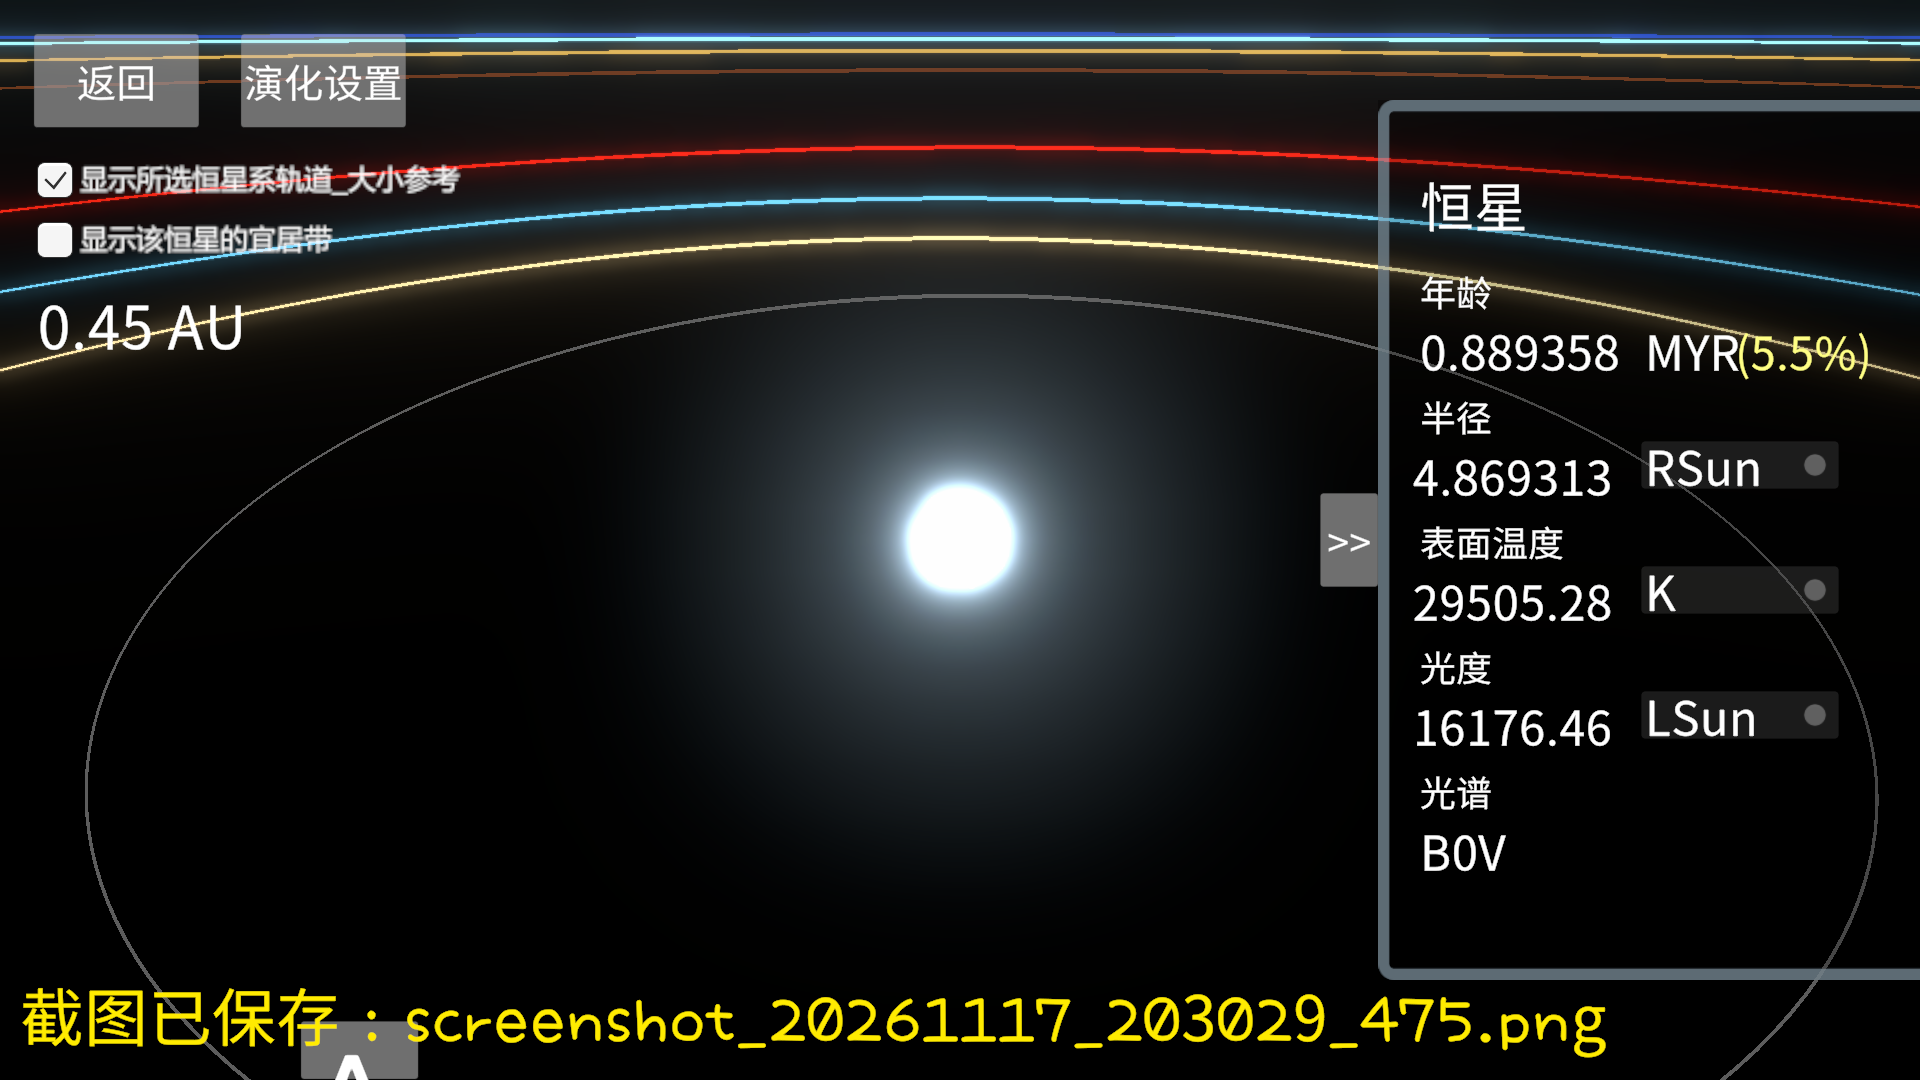 返回
演化设置
显示所选恒星系轨道_大小参考
显示该恒星的宜居带
0.45 AU
恒星
年龄
0.889358 MYR(5.5%)
半径
4.869313 RSun
>>
表面温度
29505.28 K
光度
16176.46 LSun
光谱
B0V
截图已保存：screenshot_20261117_203029_475.png
A